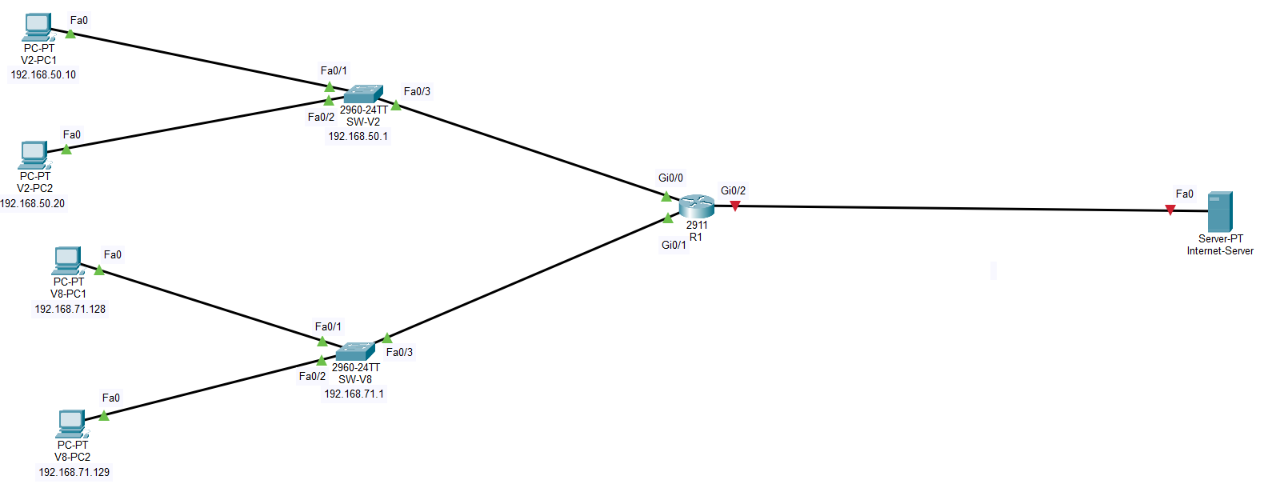 Fa0
PC-PT
V2-PC1
192.168.50.10
Fa0/1
Fa0/3
Fa0/2
2960-24TT
SW-V2
192.168.50.1
Fa0
PC-PT
V2-PC2
192.168.50.20
Gi0/0
Gi0/2
2911
R1
Gi0/1
Fa0
Server-PT
Internet-Server
Fa0
PC-PT
V8-PC1
192.168.71.128
Fa0/1
Fa0/3
Fa0/2
2960-24TT
SW-V8
192.168.71.1
Fa0
PC-PT
V8-PC2
192.168.71.129